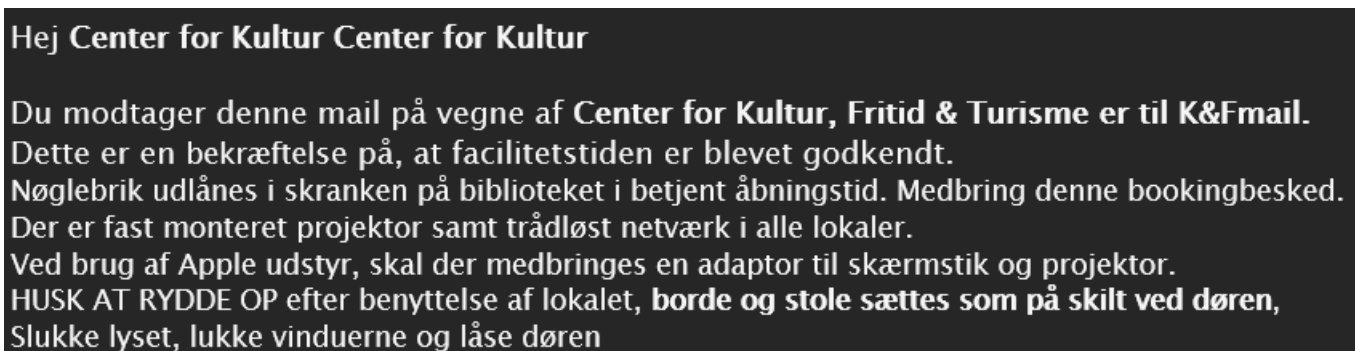 Hej Center for Kultur Center for Kultur
Du modtager denne mail på vegne af Center for Kultur, Fritid & Turisme er til K&Fmail.
Dette er en bekræftelse på, at facilitetstiden er blevet godkendt.
Nøglebrik udlånes i skranken på biblioteket i betjent åbningstid. Medbring denne bookingbesked.
Der er fast monteret projektor samt trådløst netværk i alle lokaler.
Ved brug af Apple udstyr, skal der medbringes en adaptor til skærmstik og projektor.
HUSK AT RYDDE OP efter benyttelse af lokalet, borde og stole sættes som på skilt ved døren,
Slukke lyset, lukke vinduerne og låse døren